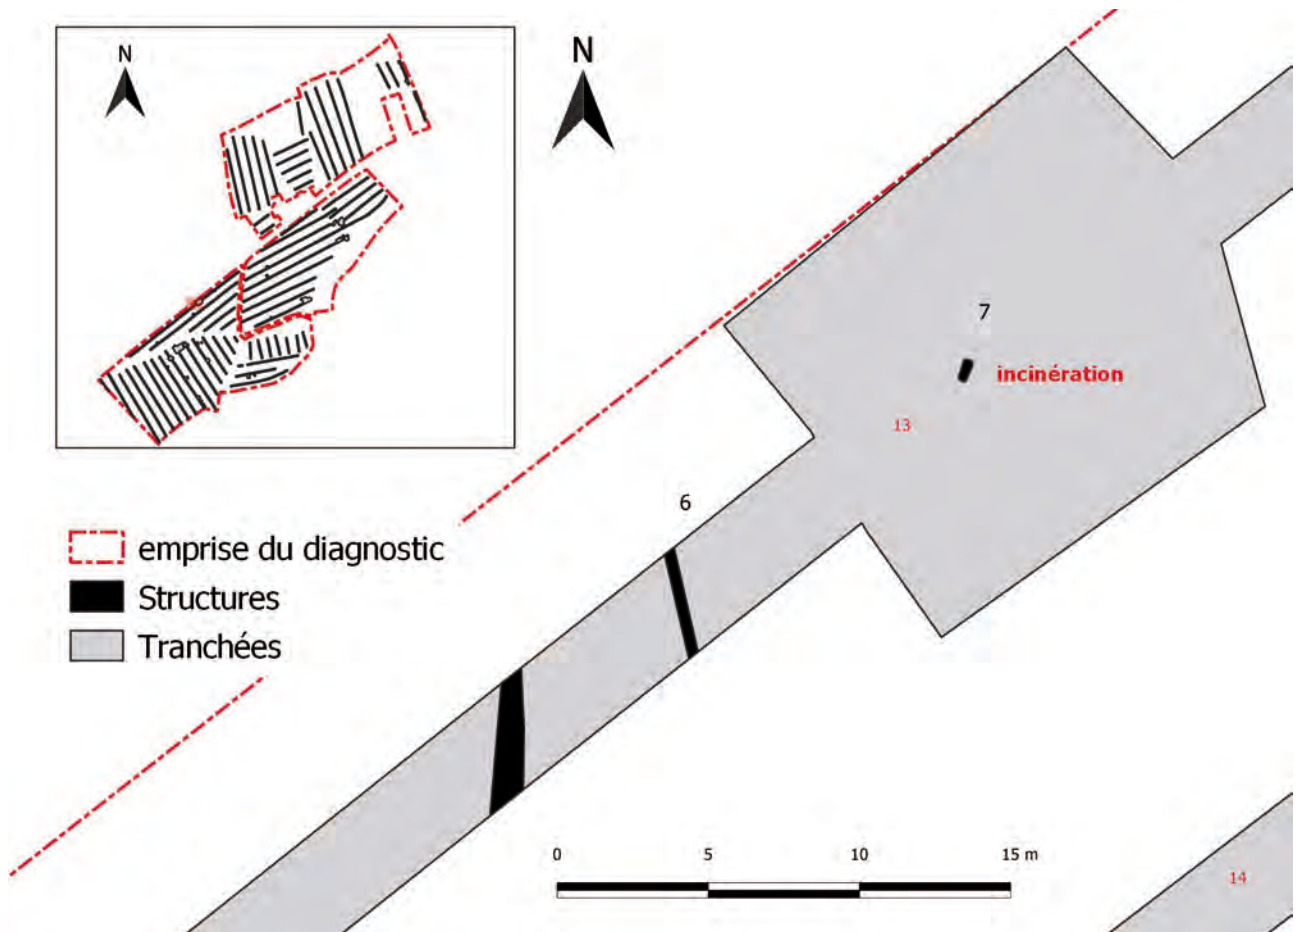 N
N
7
incinération
13
6
emprise du diagnostic
Structures
Tranchées
0 5 10 15 m
14